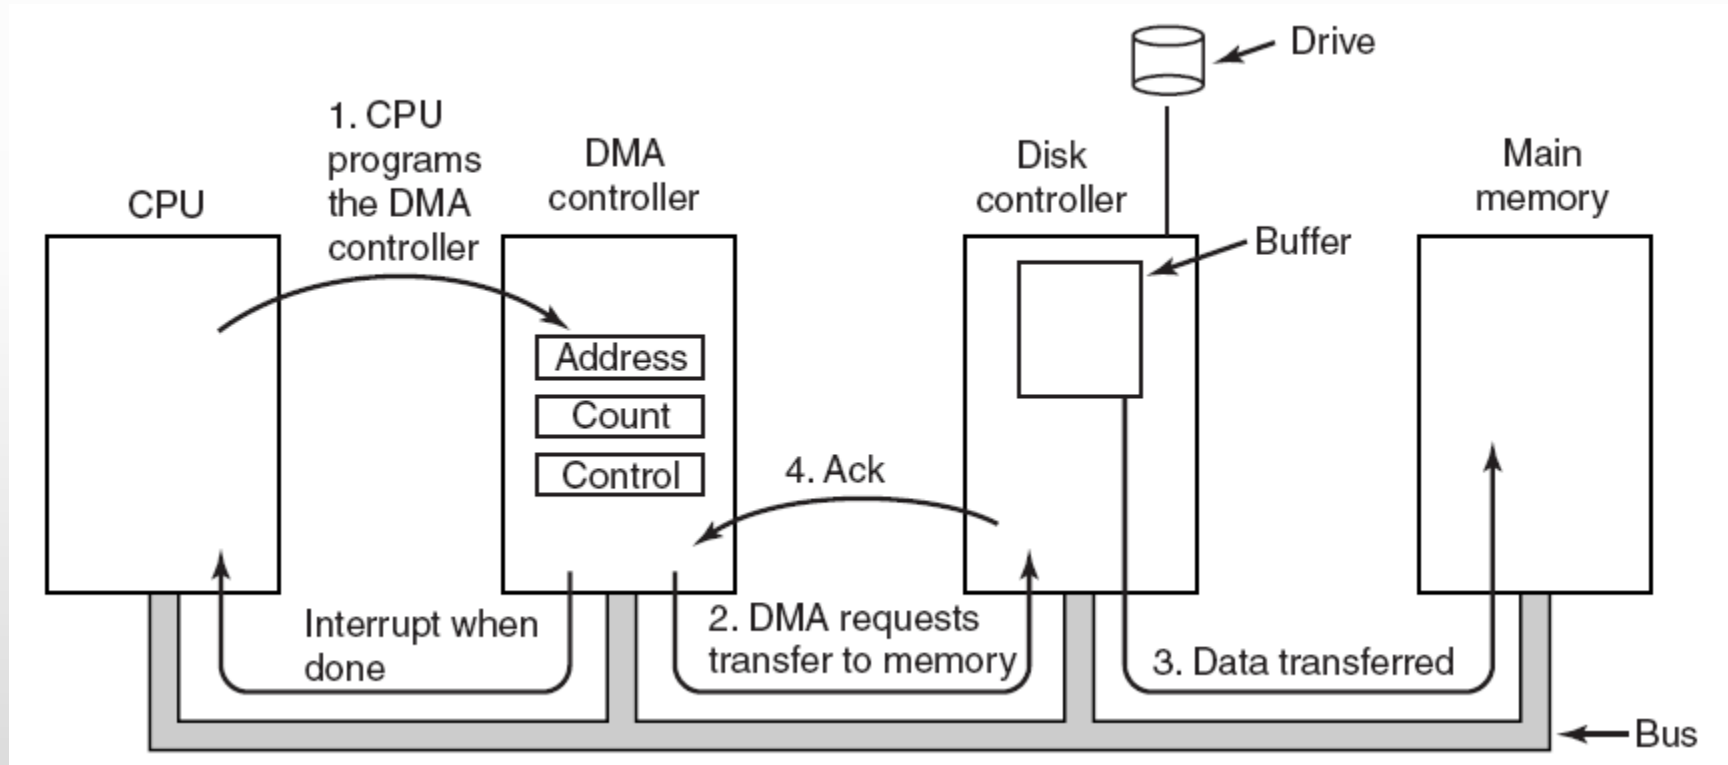 Drive
1. CPU
programs
the DMA
controller
CPU
DMA
controller
Disk
controller
Main
memory
Buffer
Address
Count
Control
4. Ack
Interrupt when
done
2. DMA requests
transfer to memory
3. Data transferred
Bus